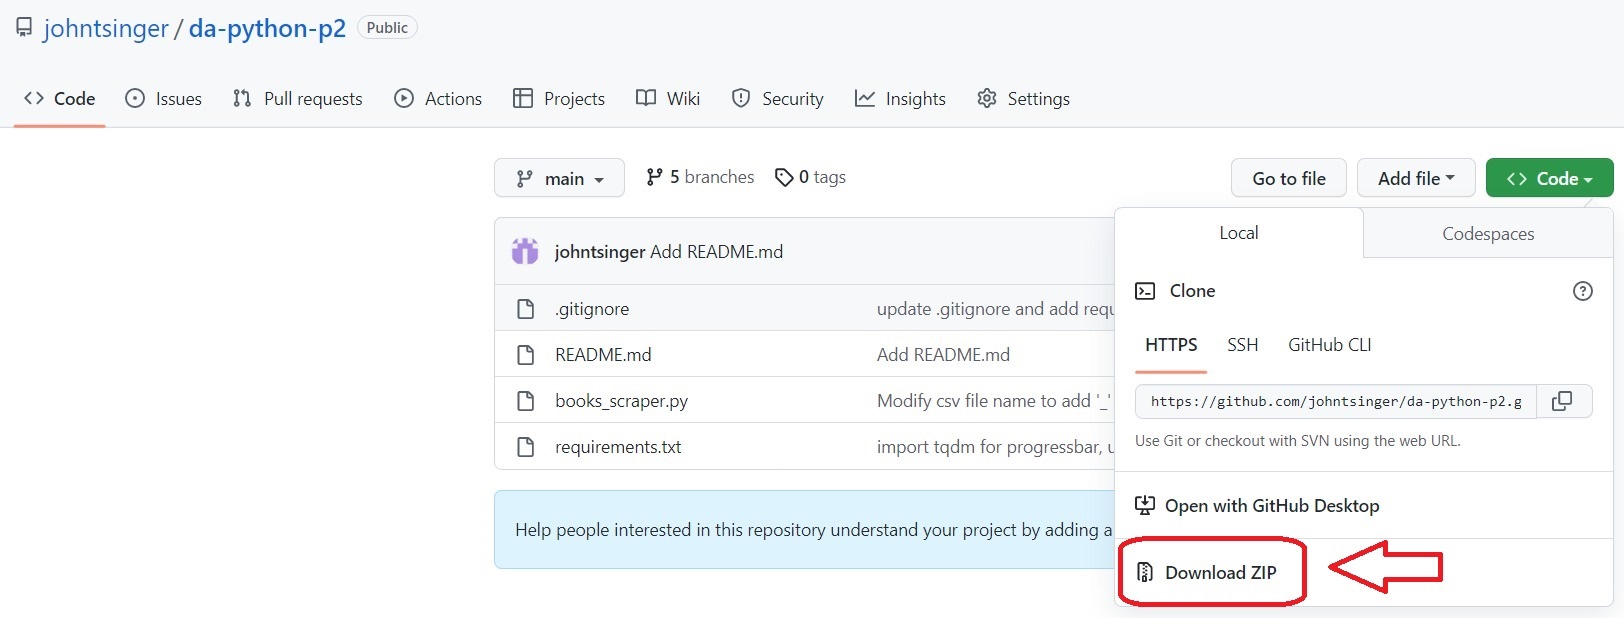 johntsinger / da-python-p2 Public
Code Issues Pull requests Actions Projects Wiki Security Insights Settings
main 5 branches 0 tags Go to file Add file Code
Local Codespaces
johntsinger Add README.md
Clone
.gitignore update .gitignore and add requ
HTTPS SSH GitHub CLI
README.md Add README.md
books_scraper.py Modify csv file name to add '_'
https://github.com/johntsinger/da-python-p2.g
Use Git or checkout with SVN using the web URL.
requirements.txt import tqdm for progressbar, u
Open with GitHub Desktop
Help people interested in this repository understand your project by adding a
Download ZIP